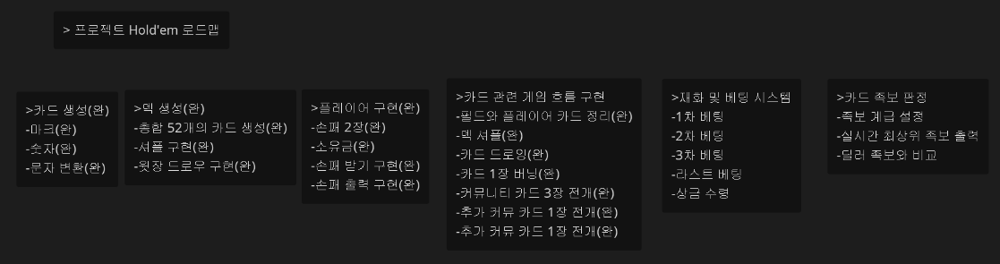 > 프로젝트 Hold'em 로드맵
>카드 생성(완)
-마크(완)
-숫자(완)
-문자 변환(완)
>덱 생성(완)
-총합 52개의 카드 생성(완)
-셔플 구현(완)
-윗장 드로우 구현(완)
>플레이어 구현(완)
-손패 2장(완)
-소유금(완)
-손패 받기 구현(완)
-손패 출력 구현(완)
>카드 관련 게임 흐름 구현
-필드와 플레이어 카드 정리(완)
-덱 셔플(완)
-카드 드로잉(완)
-카드 1장 버닝(완)
-커뮤니티 카드 3장 전개(완)
-추가 커뮤 카드 1장 전개(완)
-추가 커뮤 카드 1장 전개(완)
>재화 및 베팅 시스템
-1차 베팅
-2차 베팅
-3차 베팅
-라스트 베팅
-상금 수령
>카드 족보 판정
-족보 계급 설정
-실시간 최상위 족보 출력
-딜러 족보와 비교